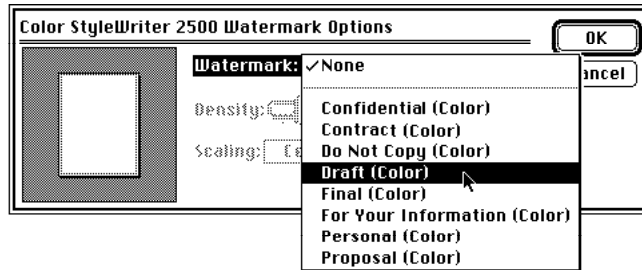 Color StyleWriter 2500 Watermark Options
OK
Watermark: ✓None
ancel
Density:
Confidential (Color)
Contract (Color)
Do Not Copy (Color)
Scaling: Ce
Draft (Color)
Final (Color)
For Your Information (Color)
Personal (Color)
Proposal (Color)